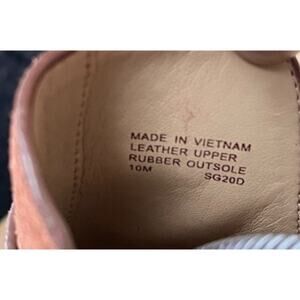 MADE IN VIETNAM
LEATHER UPPER
RUBBER OUTSOLE
10M SG20D